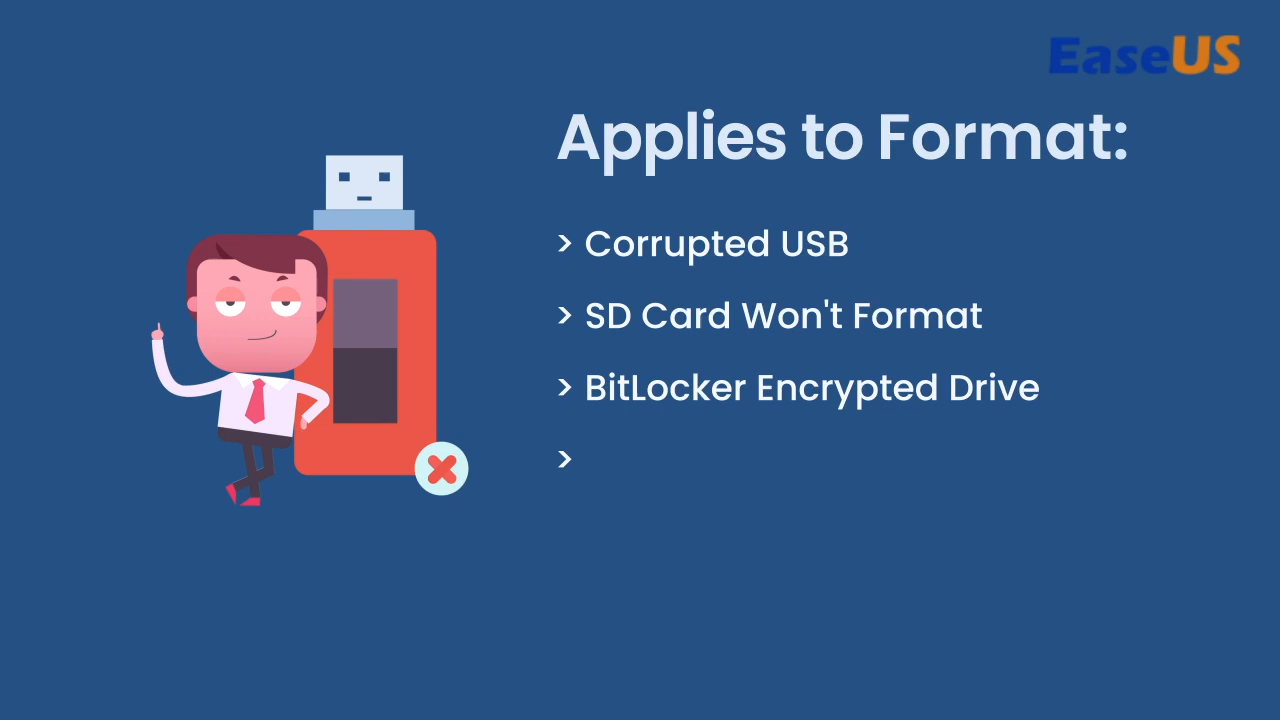 EaseUS
Applies to Format:
> Corrupted USB
> SD Card Won't Format
> BitLocker Encrypted Drive
>